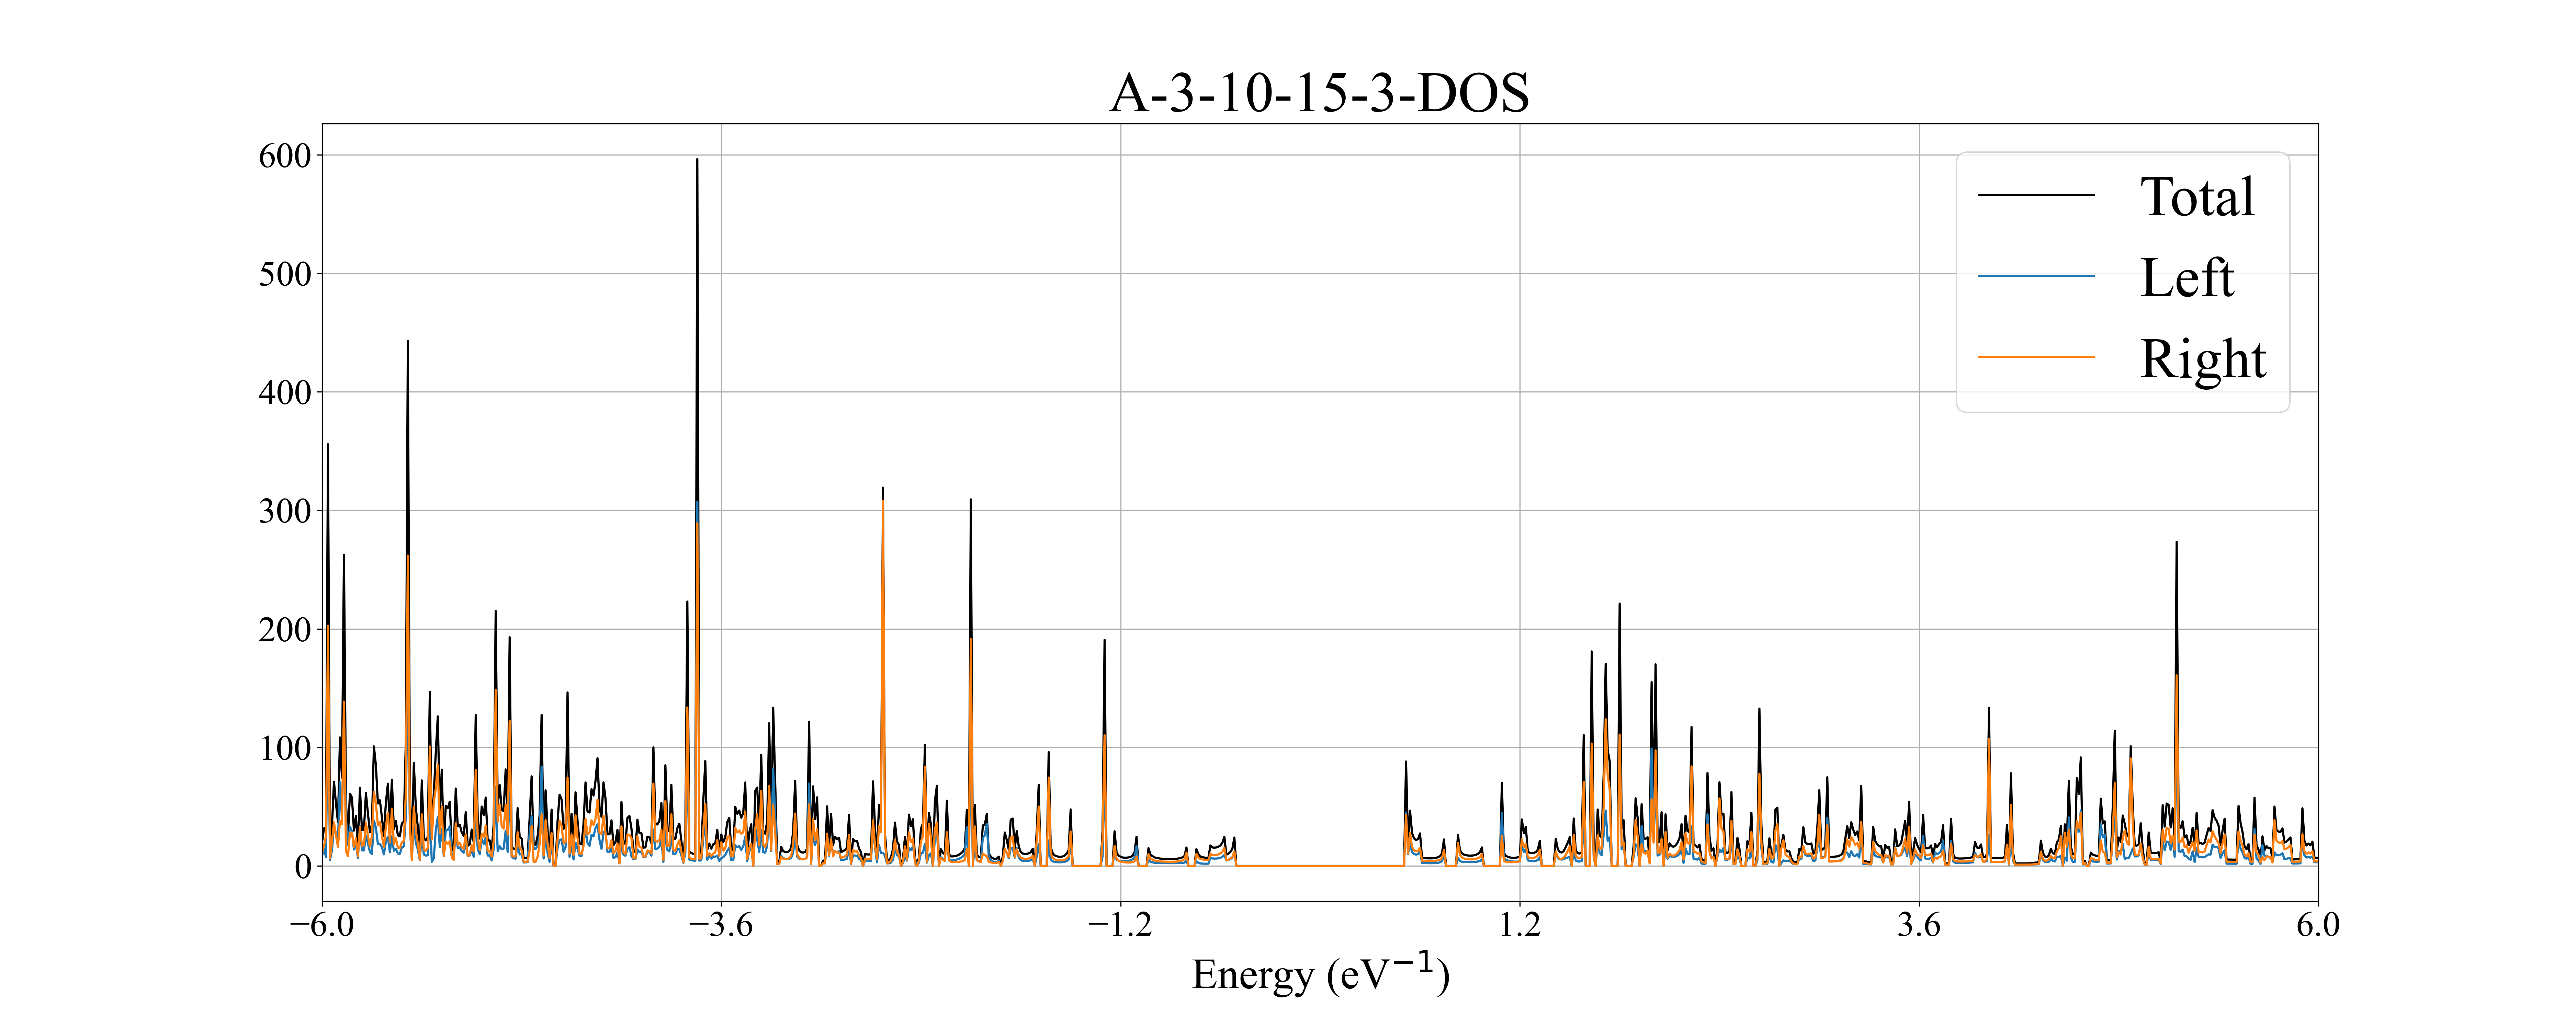 A-3-10-15-3-DOS
600
500
400
300
200
100
0
Total
Left
Right
−6.0 −3.6 −1.2 1.2 3.6 6.0
Energy (eV⁻¹)